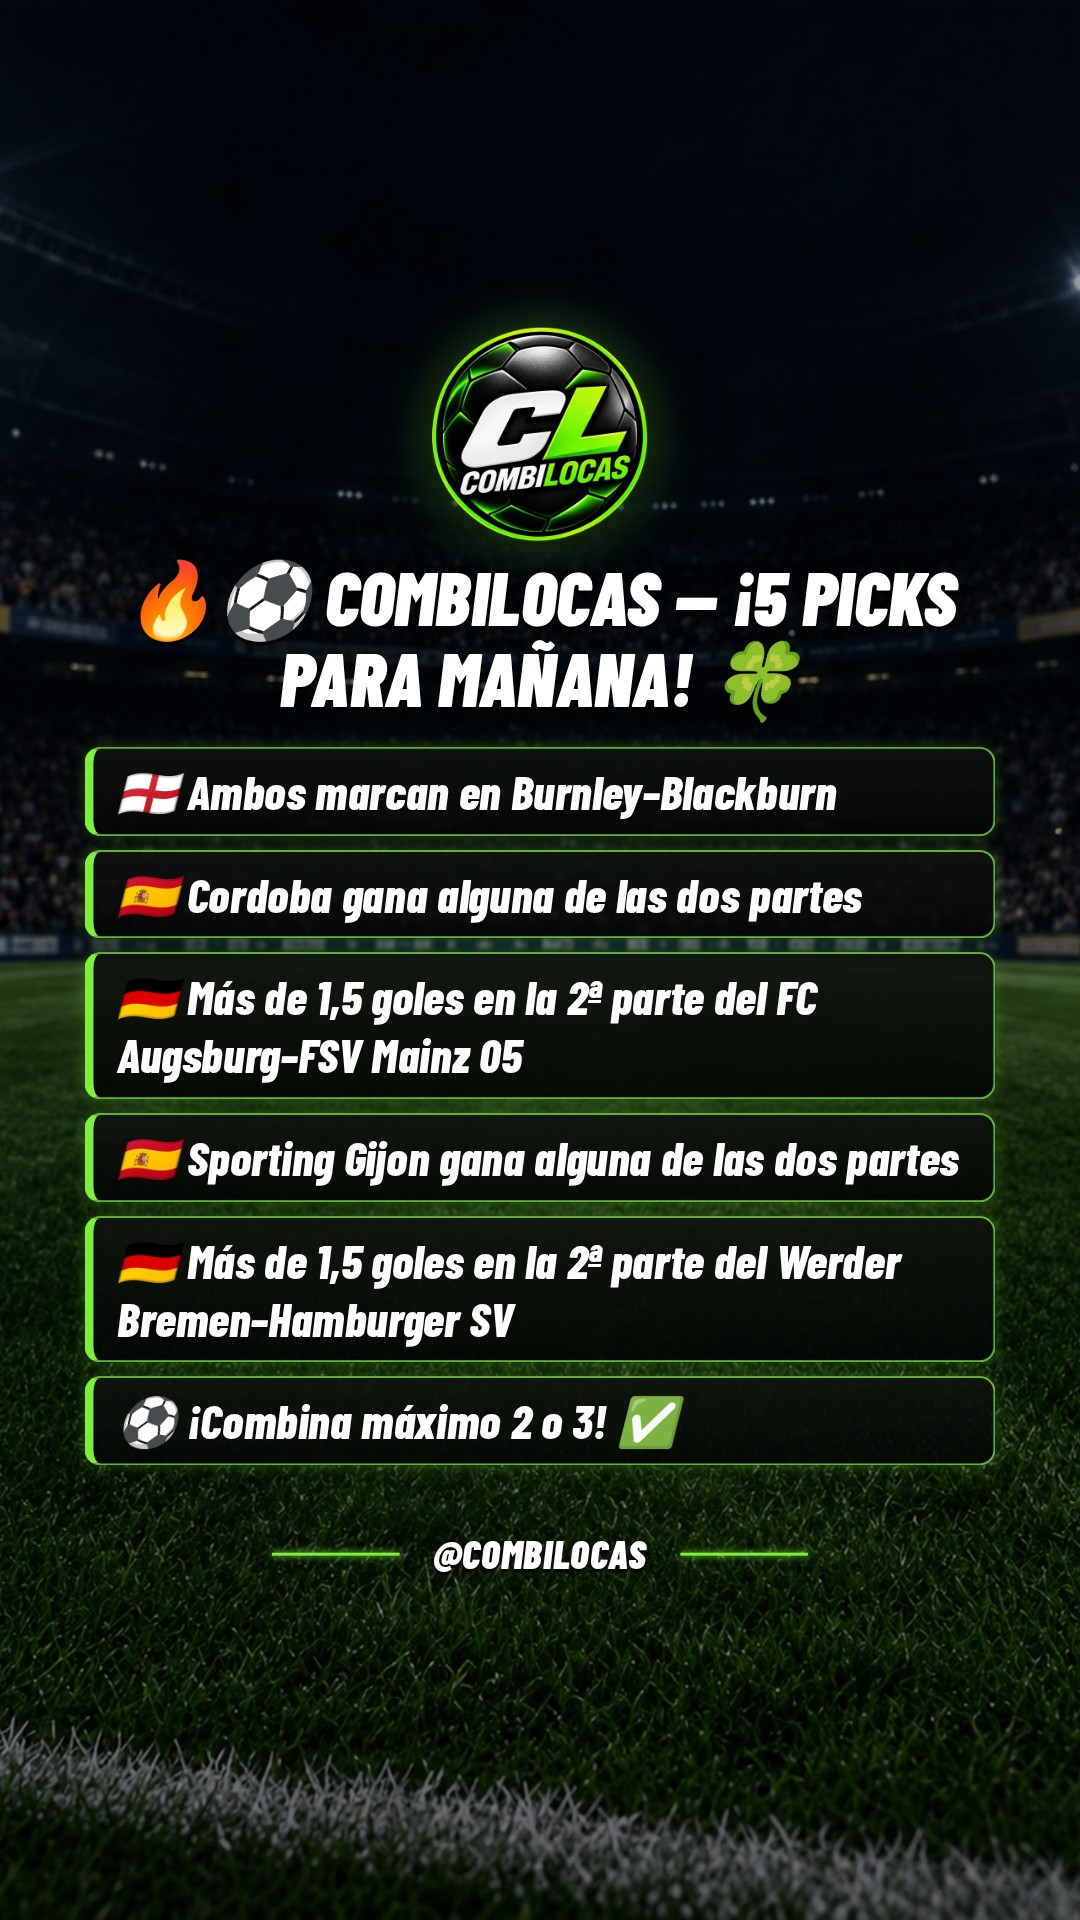 CL
COMBILOCAS
🔥⚽ COMBILOCAS – ¡5 PICKS
PARA MAÑANA! 🍀
🏴󠁧󠁢󠁥󠁮󠁧󠁿 Ambos marcan en Burnley-Blackburn
🇪🇸 Cordoba gana alguna de las dos partes
🇩🇪 Más de 1,5 goles en la 2ª parte del FC
Augsburg-FSV Mainz 05
🇪🇸 Sporting Gijon gana alguna de las dos partes
🇩🇪 Más de 1,5 goles en la 2ª parte del Werder
Bremen-Hamburger SV
⚽ ¡Combina máximo 2 o 3! ✅
@COMBILOCAS